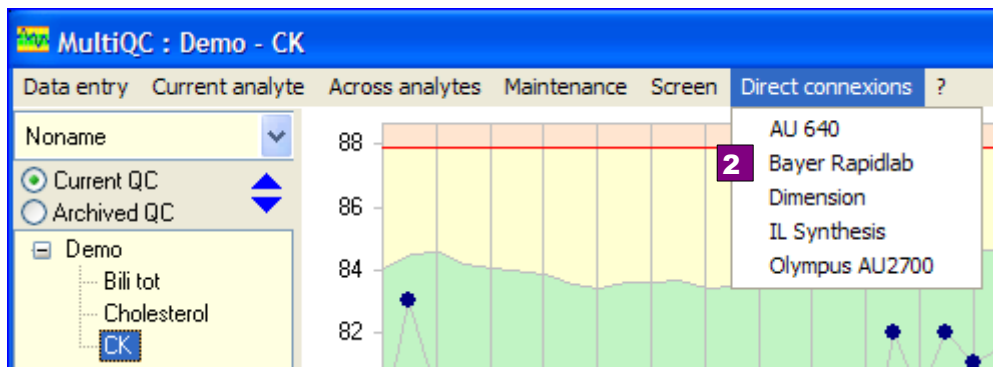 MultiQC : Demo - CK
Data entry Current analyte Across analytes Maintenance Screen Direct connexions ?
Noname
Current QC
Archived QC
Demo
Bili tot
Cholesterol
CK
88
86
84
82
AU 640
2 Bayer Rapidlab
Dimension
IL Synthesis
Olympus AU2700